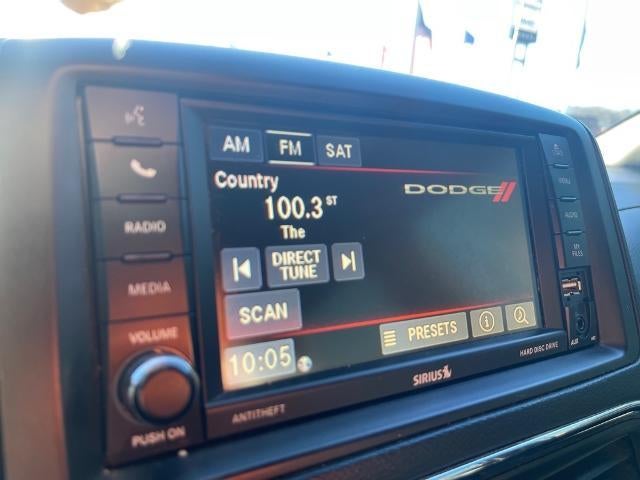 AM FM SAT
Country
100.3 ST
The
DODGE
DIRECT
TUNE
SCAN
PRESETS
10:05
RADIO
MEDIA
VOLUME
PUSH ON
ANTITHEFT
SIRIUS
HARD DISC DRIVE
MENU
AUDIO
MY
FILES
AUX